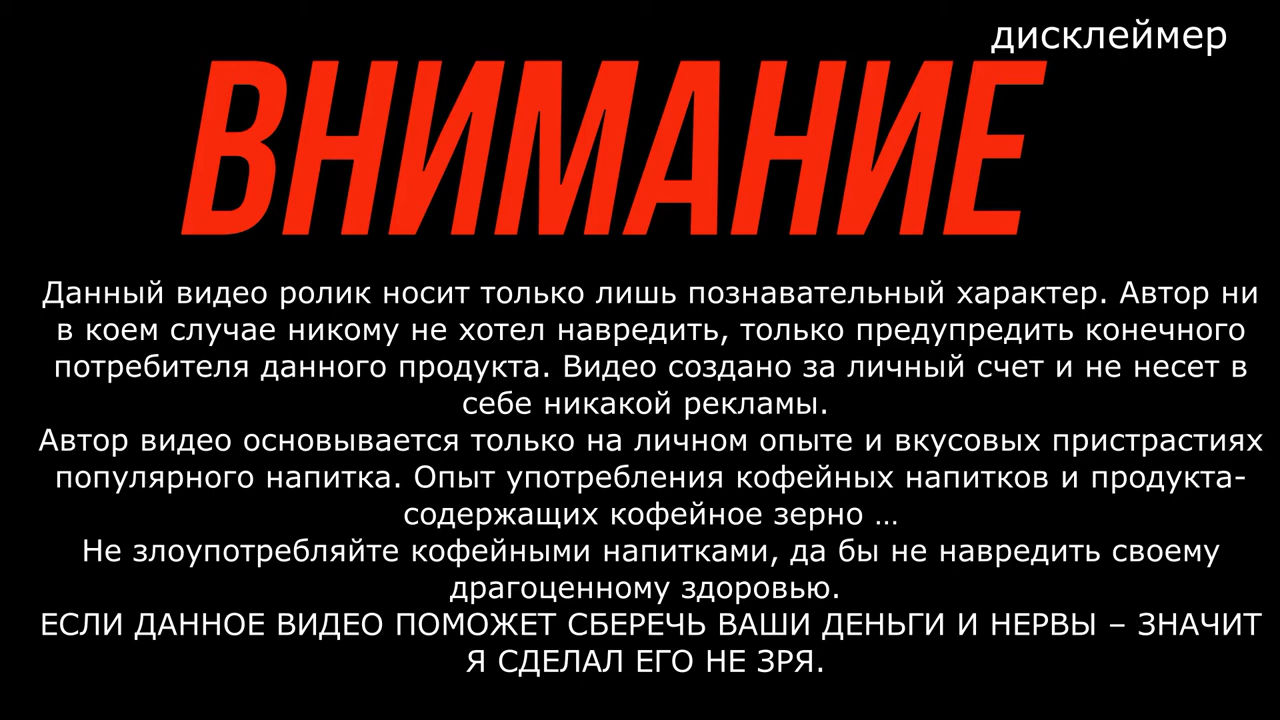 дисклеймер
ВНИМАНИЕ
Данный видео ролик носит только лишь познавательный характер. Автор ни
в коем случае никому не хотел навредить, только предупредить конечного
потребителя данного продукта. Видео создано за личный счет и не несет в
себе никакой рекламы.
Автор видео основывается только на личном опыте и вкусовых пристрастиях
популярного напитка. Опыт употребления кофейных напитков и продукта-
содержащих кофейное зерно ...
Не злоупотребляйте кофейными напитками, да бы не навредить своему
драгоценному здоровью.
ЕСЛИ ДАННОЕ ВИДЕО ПОМОЖЕТ СБЕРЕЧЬ ВАШИ ДЕНЬГИ И НЕРВЫ – ЗНАЧИТ
Я СДЕЛАЛ ЕГО НЕ ЗРЯ.